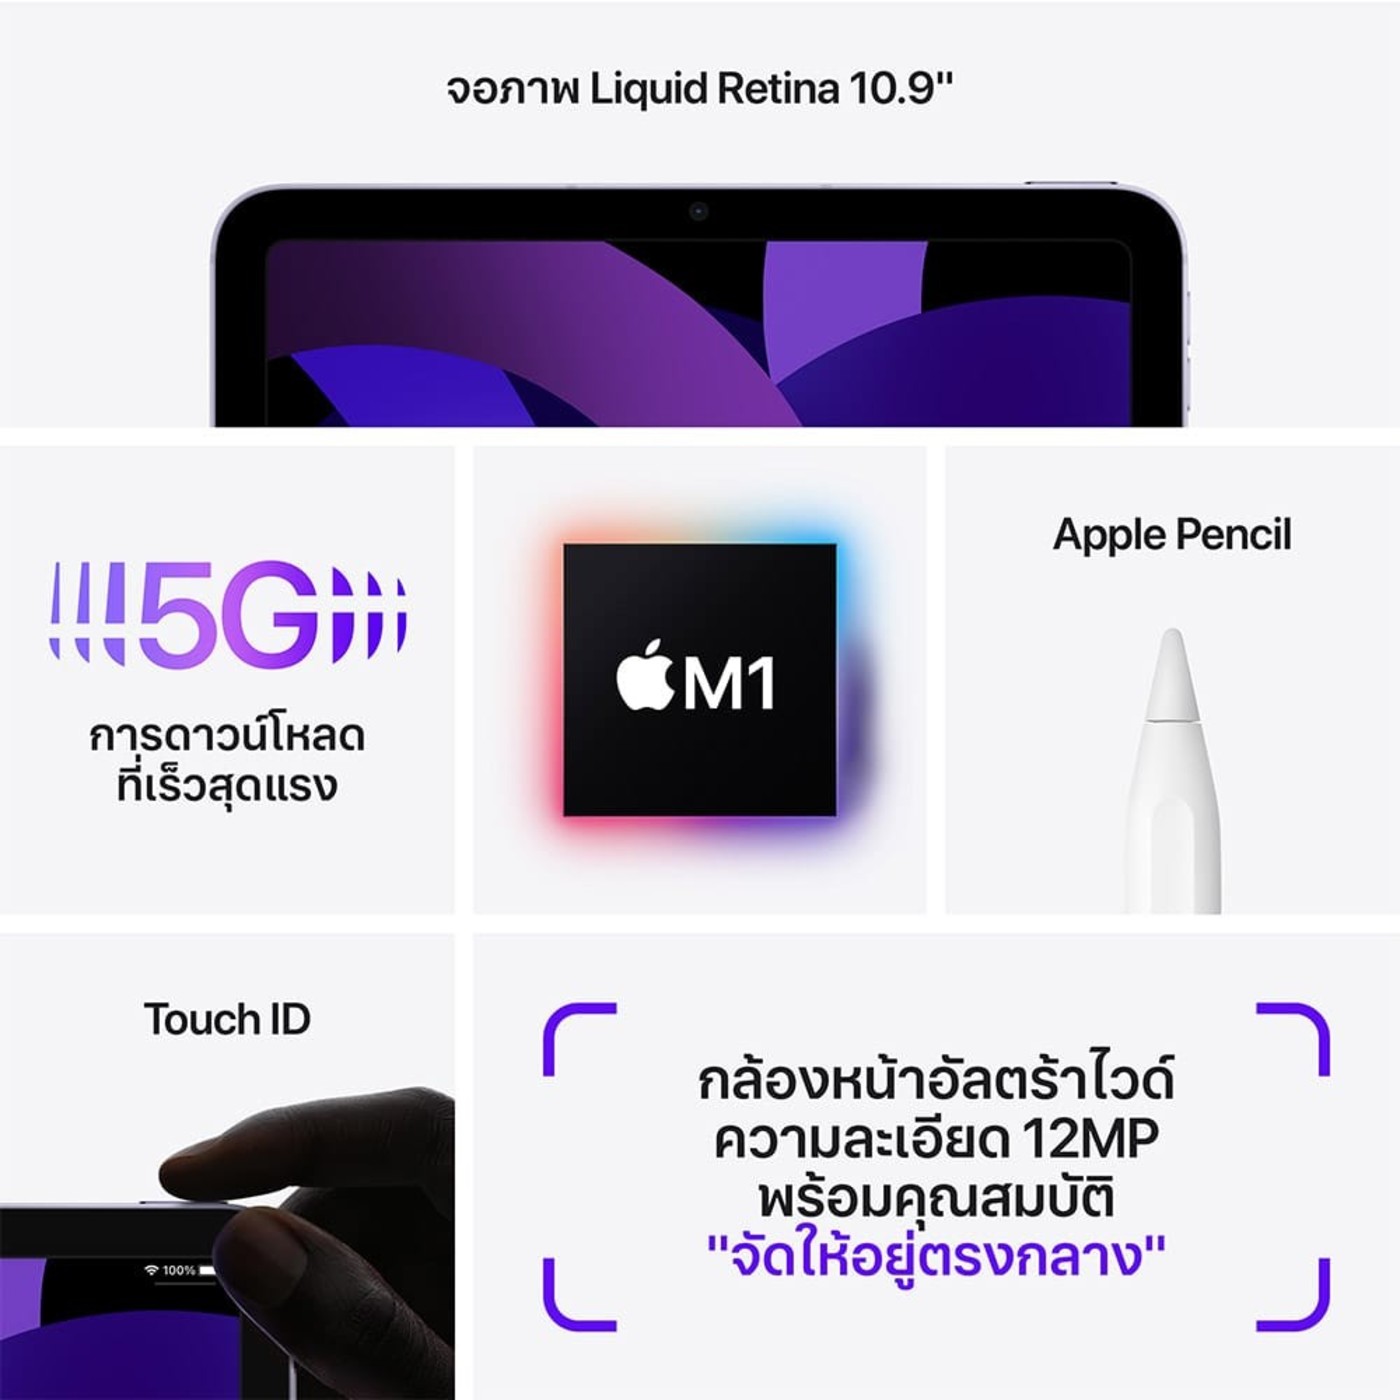 จอภาพ Liquid Retina 10.9"
5G
การดาวน์โหลด
ที่เร็วสุดแรง
M1
Apple Pencil
Touch ID
100%
กล้องหน้าอัลตร้าไวด์
ความละเอียด 12MP
พร้อมคุณสมบัติ
"จัดให้อยู่ตรงกลาง"